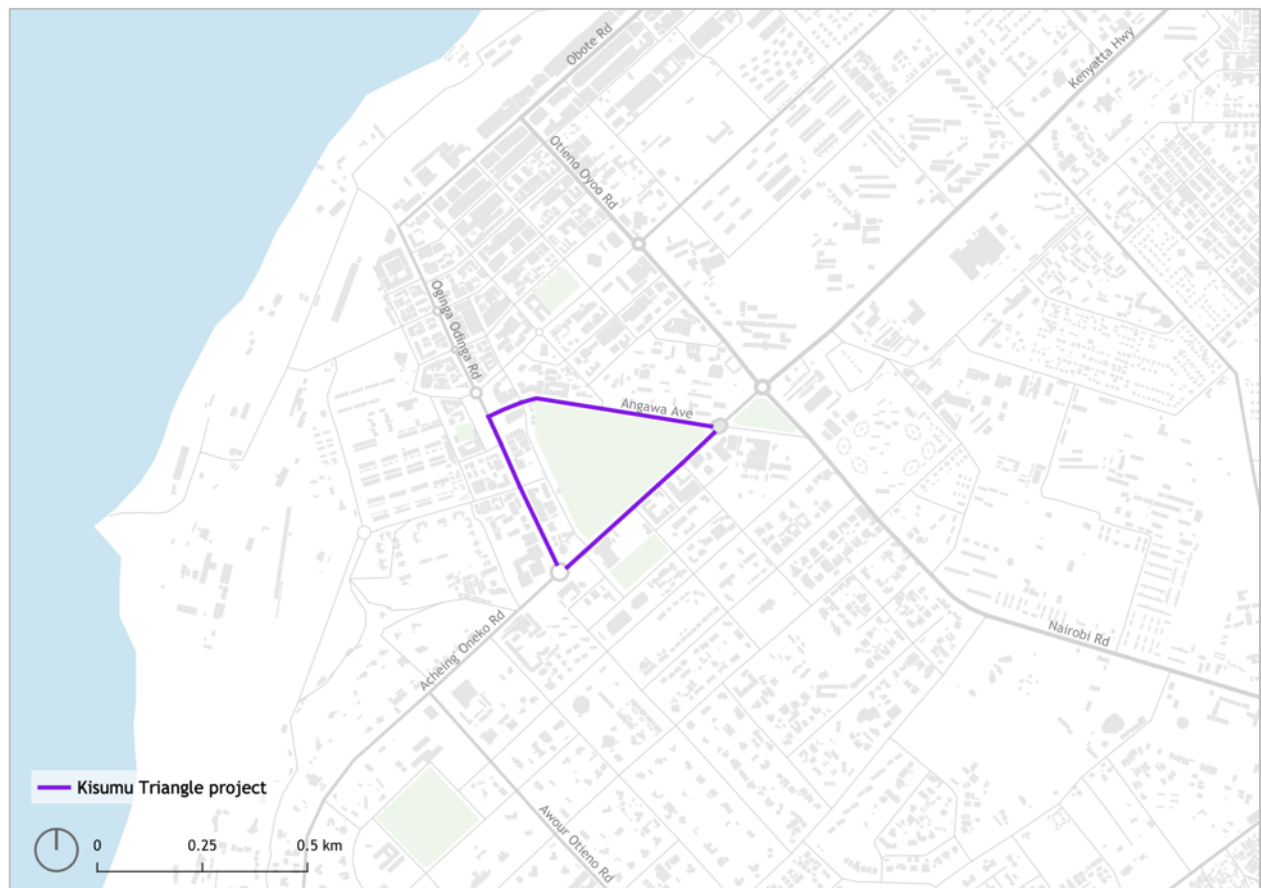 Obote Rd
Kenyatta Hwy
Otieno Oyoo Rd
Oginga Odinga Rd
Angawa Ave
Acheing' Oneko Rd
Nairobi Rd
Awour Otieno Rd
Kisumu Triangle project
0 0.25 0.5 km